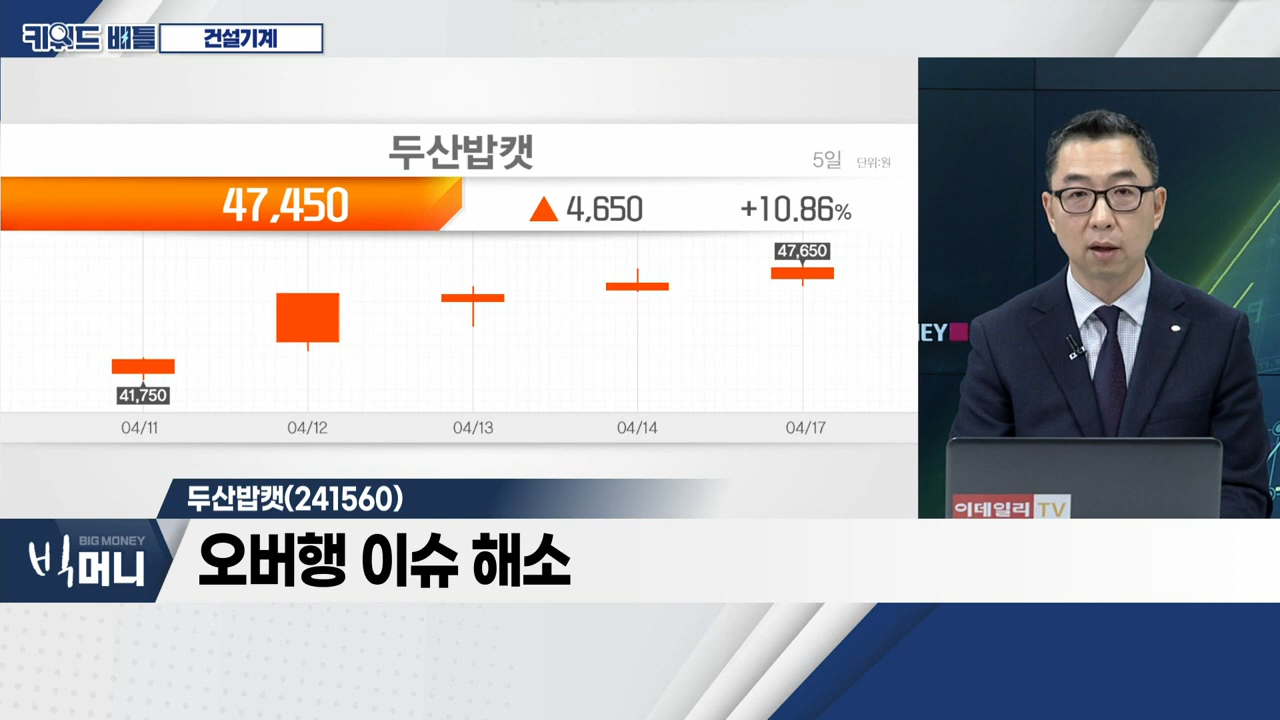 키워드 배틀
건설기계
두산밥캣
5일 단위:원
47,450 ▲ 4,650 +10.86%
47,650
41,750
04/11 04/12 04/13 04/14 04/17
NEY
이데일리 TV
두산밥캣(241560)
BIG MONEY
빅머니
오버행 이슈 해소